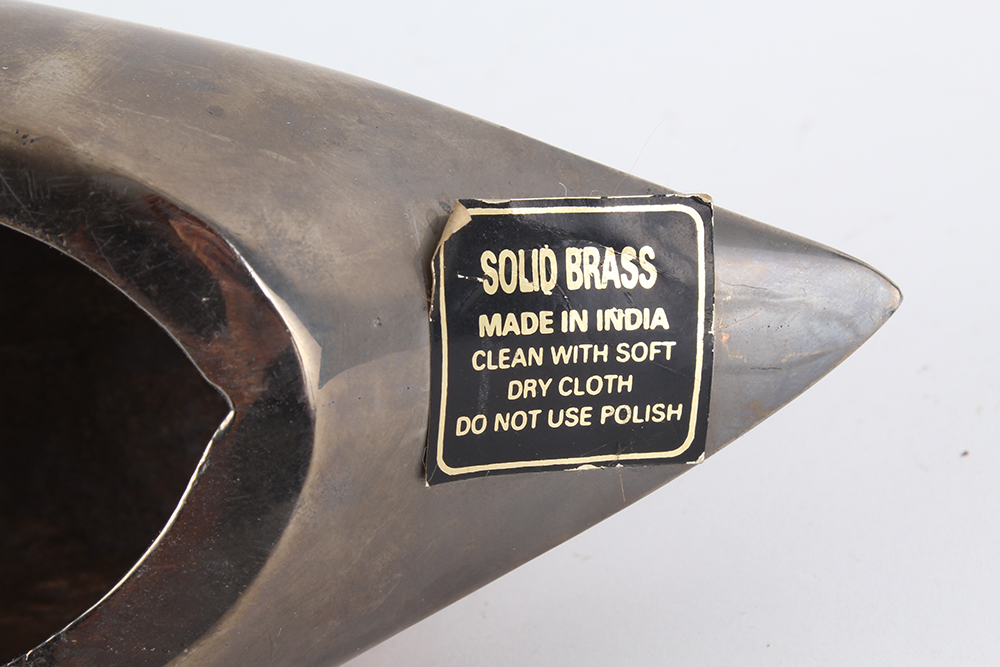 SOLID BRASS
MADE IN INDIA
CLEAN WITH SOFT
DRY CLOTH
DO NOT USE POLISH